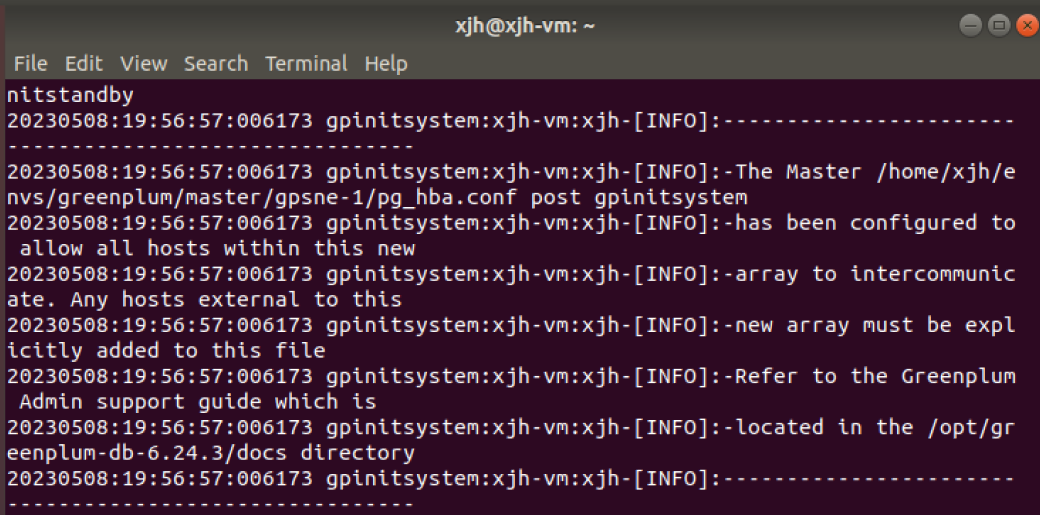 xjh@xjh-vm: ~
File Edit View Search Terminal Help
nitstandby
20230508:19:56:57:006173 gpinitsystem:xjh-vm:xjh-[INFO]:-----------------------
--------------------------------
20230508:19:56:57:006173 gpinitsystem:xjh-vm:xjh-[INFO]:-The Master /home/xjh/e
nvs/greenplum/master/gpsne-1/pg_hba.conf post gpinitsystem
20230508:19:56:57:006173 gpinitsystem:xjh-vm:xjh-[INFO]:-has been configured to
 allow all hosts within this new
20230508:19:56:57:006173 gpinitsystem:xjh-vm:xjh-[INFO]:-array to intercommunic
ate. Any hosts external to this
20230508:19:56:57:006173 gpinitsystem:xjh-vm:xjh-[INFO]:-new array must be expl
icitly added to this file
20230508:19:56:57:006173 gpinitsystem:xjh-vm:xjh-[INFO]:-Refer to the Greenplum
 Admin support guide which is
20230508:19:56:57:006173 gpinitsystem:xjh-vm:xjh-[INFO]:-located in the /opt/gr
eenplum-db-6.24.3/docs directory
20230508:19:56:57:006173 gpinitsystem:xjh-vm:xjh-[INFO]:-----------------------
--------------------------------